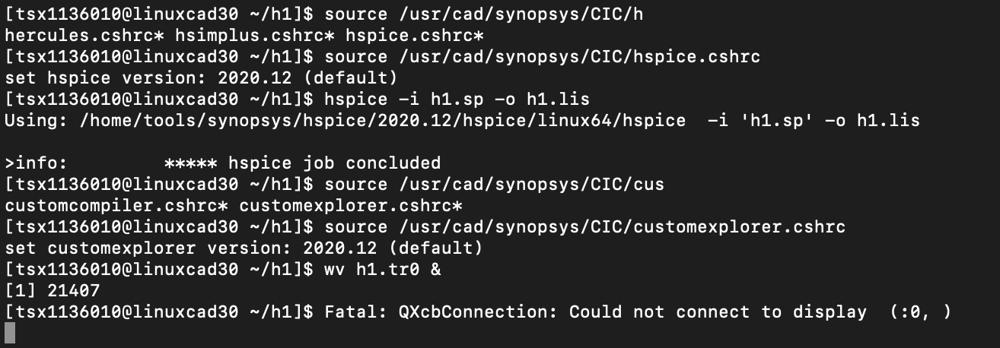 [tsx1136010@linuxcad30 ~/h1]$ source /usr/cad/synopsys/CIC/h
hercules.cshrc* hsimplus.cshrc* hspice.cshrc*
[tsx1136010@linuxcad30 ~/h1]$ source /usr/cad/synopsys/CIC/hspice.cshrc
set hspice version: 2020.12 (default)
[tsx1136010@linuxcad30 ~/h1]$ hspice -i h1.sp -o h1.lis
Using: /home/tools/synopsys/hspice/2020.12/hspice/linux64/hspice  -i 'h1.sp' -o h1.lis
>info:         ***** hspice job concluded
[tsx1136010@linuxcad30 ~/h1]$ source /usr/cad/synopsys/CIC/cus
customcompiler.cshrc* customexplorer.cshrc*
[tsx1136010@linuxcad30 ~/h1]$ source /usr/cad/synopsys/CIC/customexplorer.cshrc
set customexplorer version: 2020.12 (default)
[tsx1136010@linuxcad30 ~/h1]$ wv h1.tr0 &
[1] 21407
[tsx1136010@linuxcad30 ~/h1]$ Fatal: QXcbConnection: Could not connect to display  (:0, )